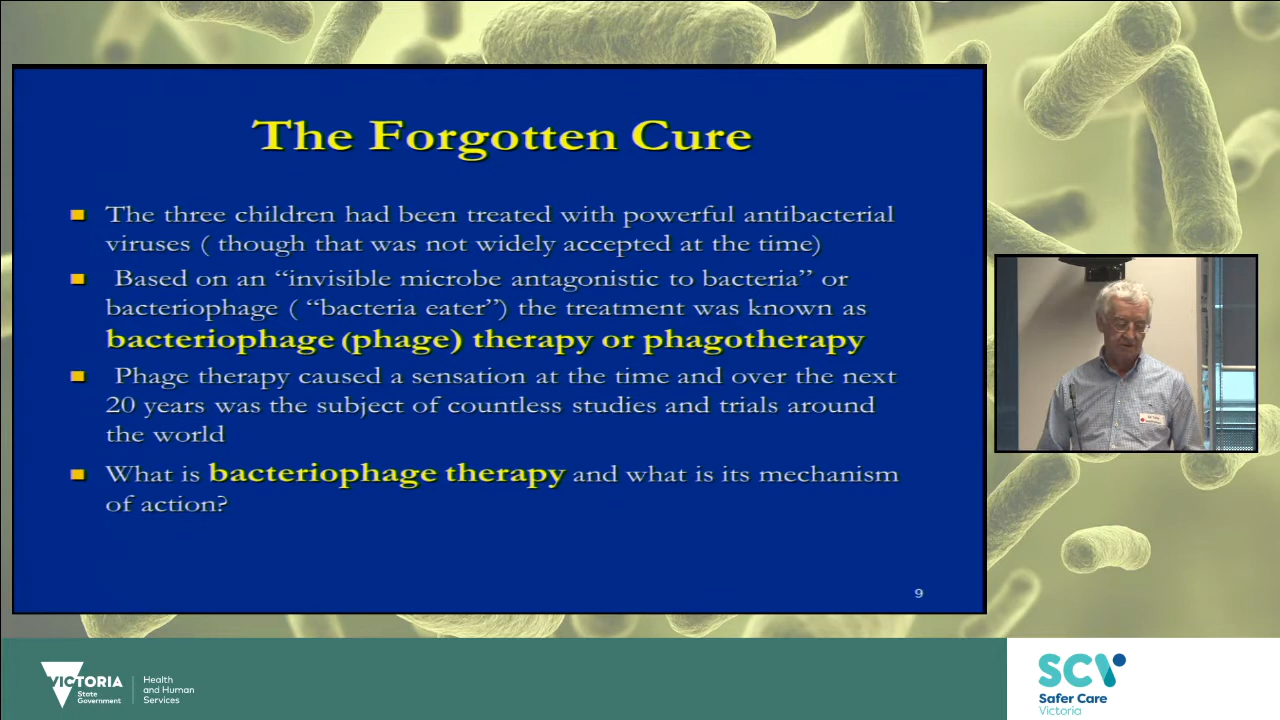 The Forgotten Cure
The three children had been treated with powerful antibacterial
viruses ( though that was not widely accepted at the time)
Based on an “invisible microbe antagonistic to bacteria” or
bacteriophage ( “bacteria eater”) the treatment was known as
bacteriophage (phage) therapy or phagotherapy
Phage therapy caused a sensation at the time and over the next
20 years was the subject of countless studies and trials around
the world
What is bacteriophage therapy and what is its mechanism
of action?
9
VICTORIA
State
Government
Health
and Human
Services
SCV
Safer Care
Victoria